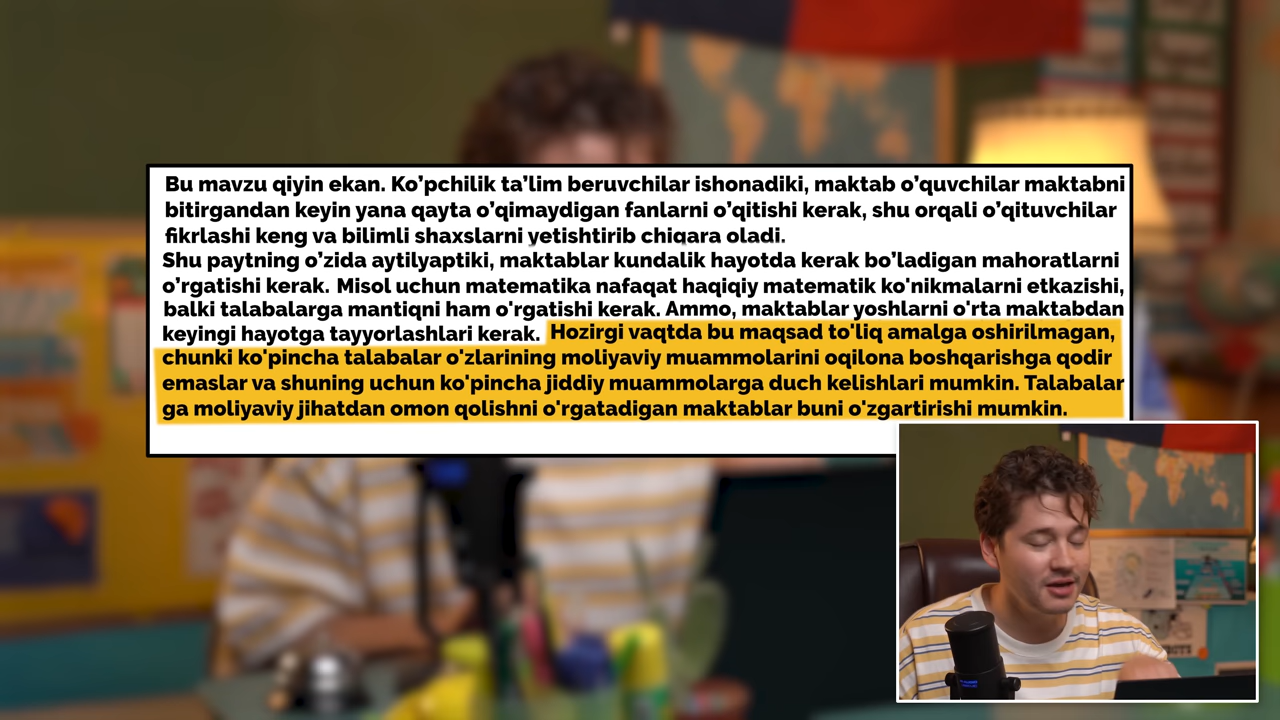 Bu mavzu qiyin ekan. Ko’pchilik ta’lim beruvchilar ishonadiki, maktab o’quvchilar maktabni
bitirgandan keyin yana qayta o’qimaydigan fanlarni o’qitishi kerak, shu orqali o’qituvchilar
fikrlashi keng va bilimli shaxslarni yetishtirib chiqara oladi.
Shu paytning o’zida aytilyaptiki, maktablar kundalik hayotda kerak bo’ladigan mahoratlarni
o’rgatishi kerak. Misol uchun matematika nafaqat haqiqiy matematik ko'nikmalarni etkazishi,
balki talabalarga mantiqni ham o'rgatishi kerak. Ammo, maktablar yoshlarni o'rta maktabdan
keyingi hayotga tayyorlashlari kerak. Hozirgi vaqtda bu maqsad to'liq amalga oshirilmagan,
chunki ko'pincha talabalar o'zlarining moliyaviy muammolarini oqilona boshqarishga qodir
emaslar va shuning uchun ko'pincha jiddiy muammolarga duch kelishlari mumkin. Talabalar
ga moliyaviy jihatdan omon qolishni o'rgatadigan maktablar buni o'zgartirishi mumkin.